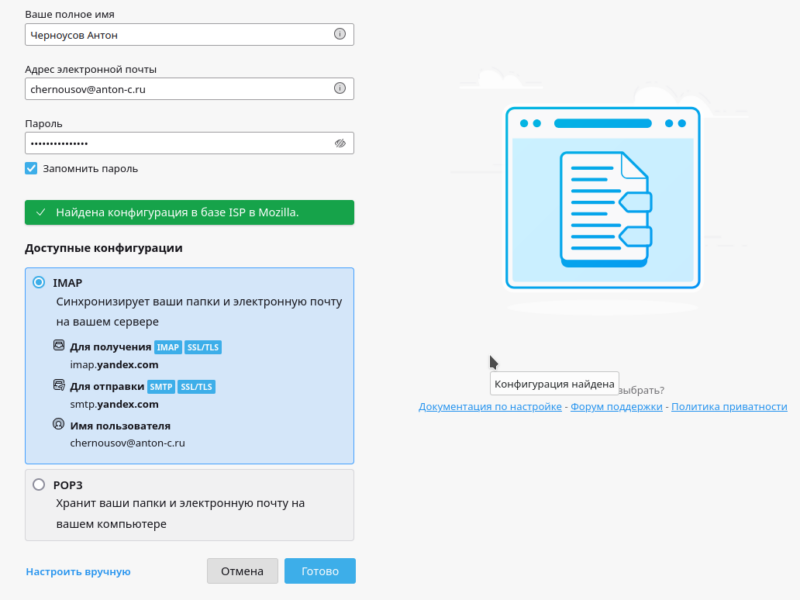 Ваше полное имя
Черноусов Антон
Адрес электронной почты
chernousov@anton-c.ru
Пароль
•••••••••••••••
Запомнить пароль
Найдена конфигурация в базе ISP в Mozilla.
Доступные конфигурации
IMAP
Синхронизирует ваши папки и электронную почту
на вашем сервере
Для получения IMAP SSL/TLS
imap.yandex.com
Для отправки SMTP SSL/TLS
smtp.yandex.com
Имя пользователя
chernousov@anton-c.ru
POP3
Хранит ваши папки и электронную почту на
вашем компьютере
Настроить вручную
Отмена
Готово
Конфигурация найдена
выбрать?
Документация по настройке - Форум поддержки - Политика приватности